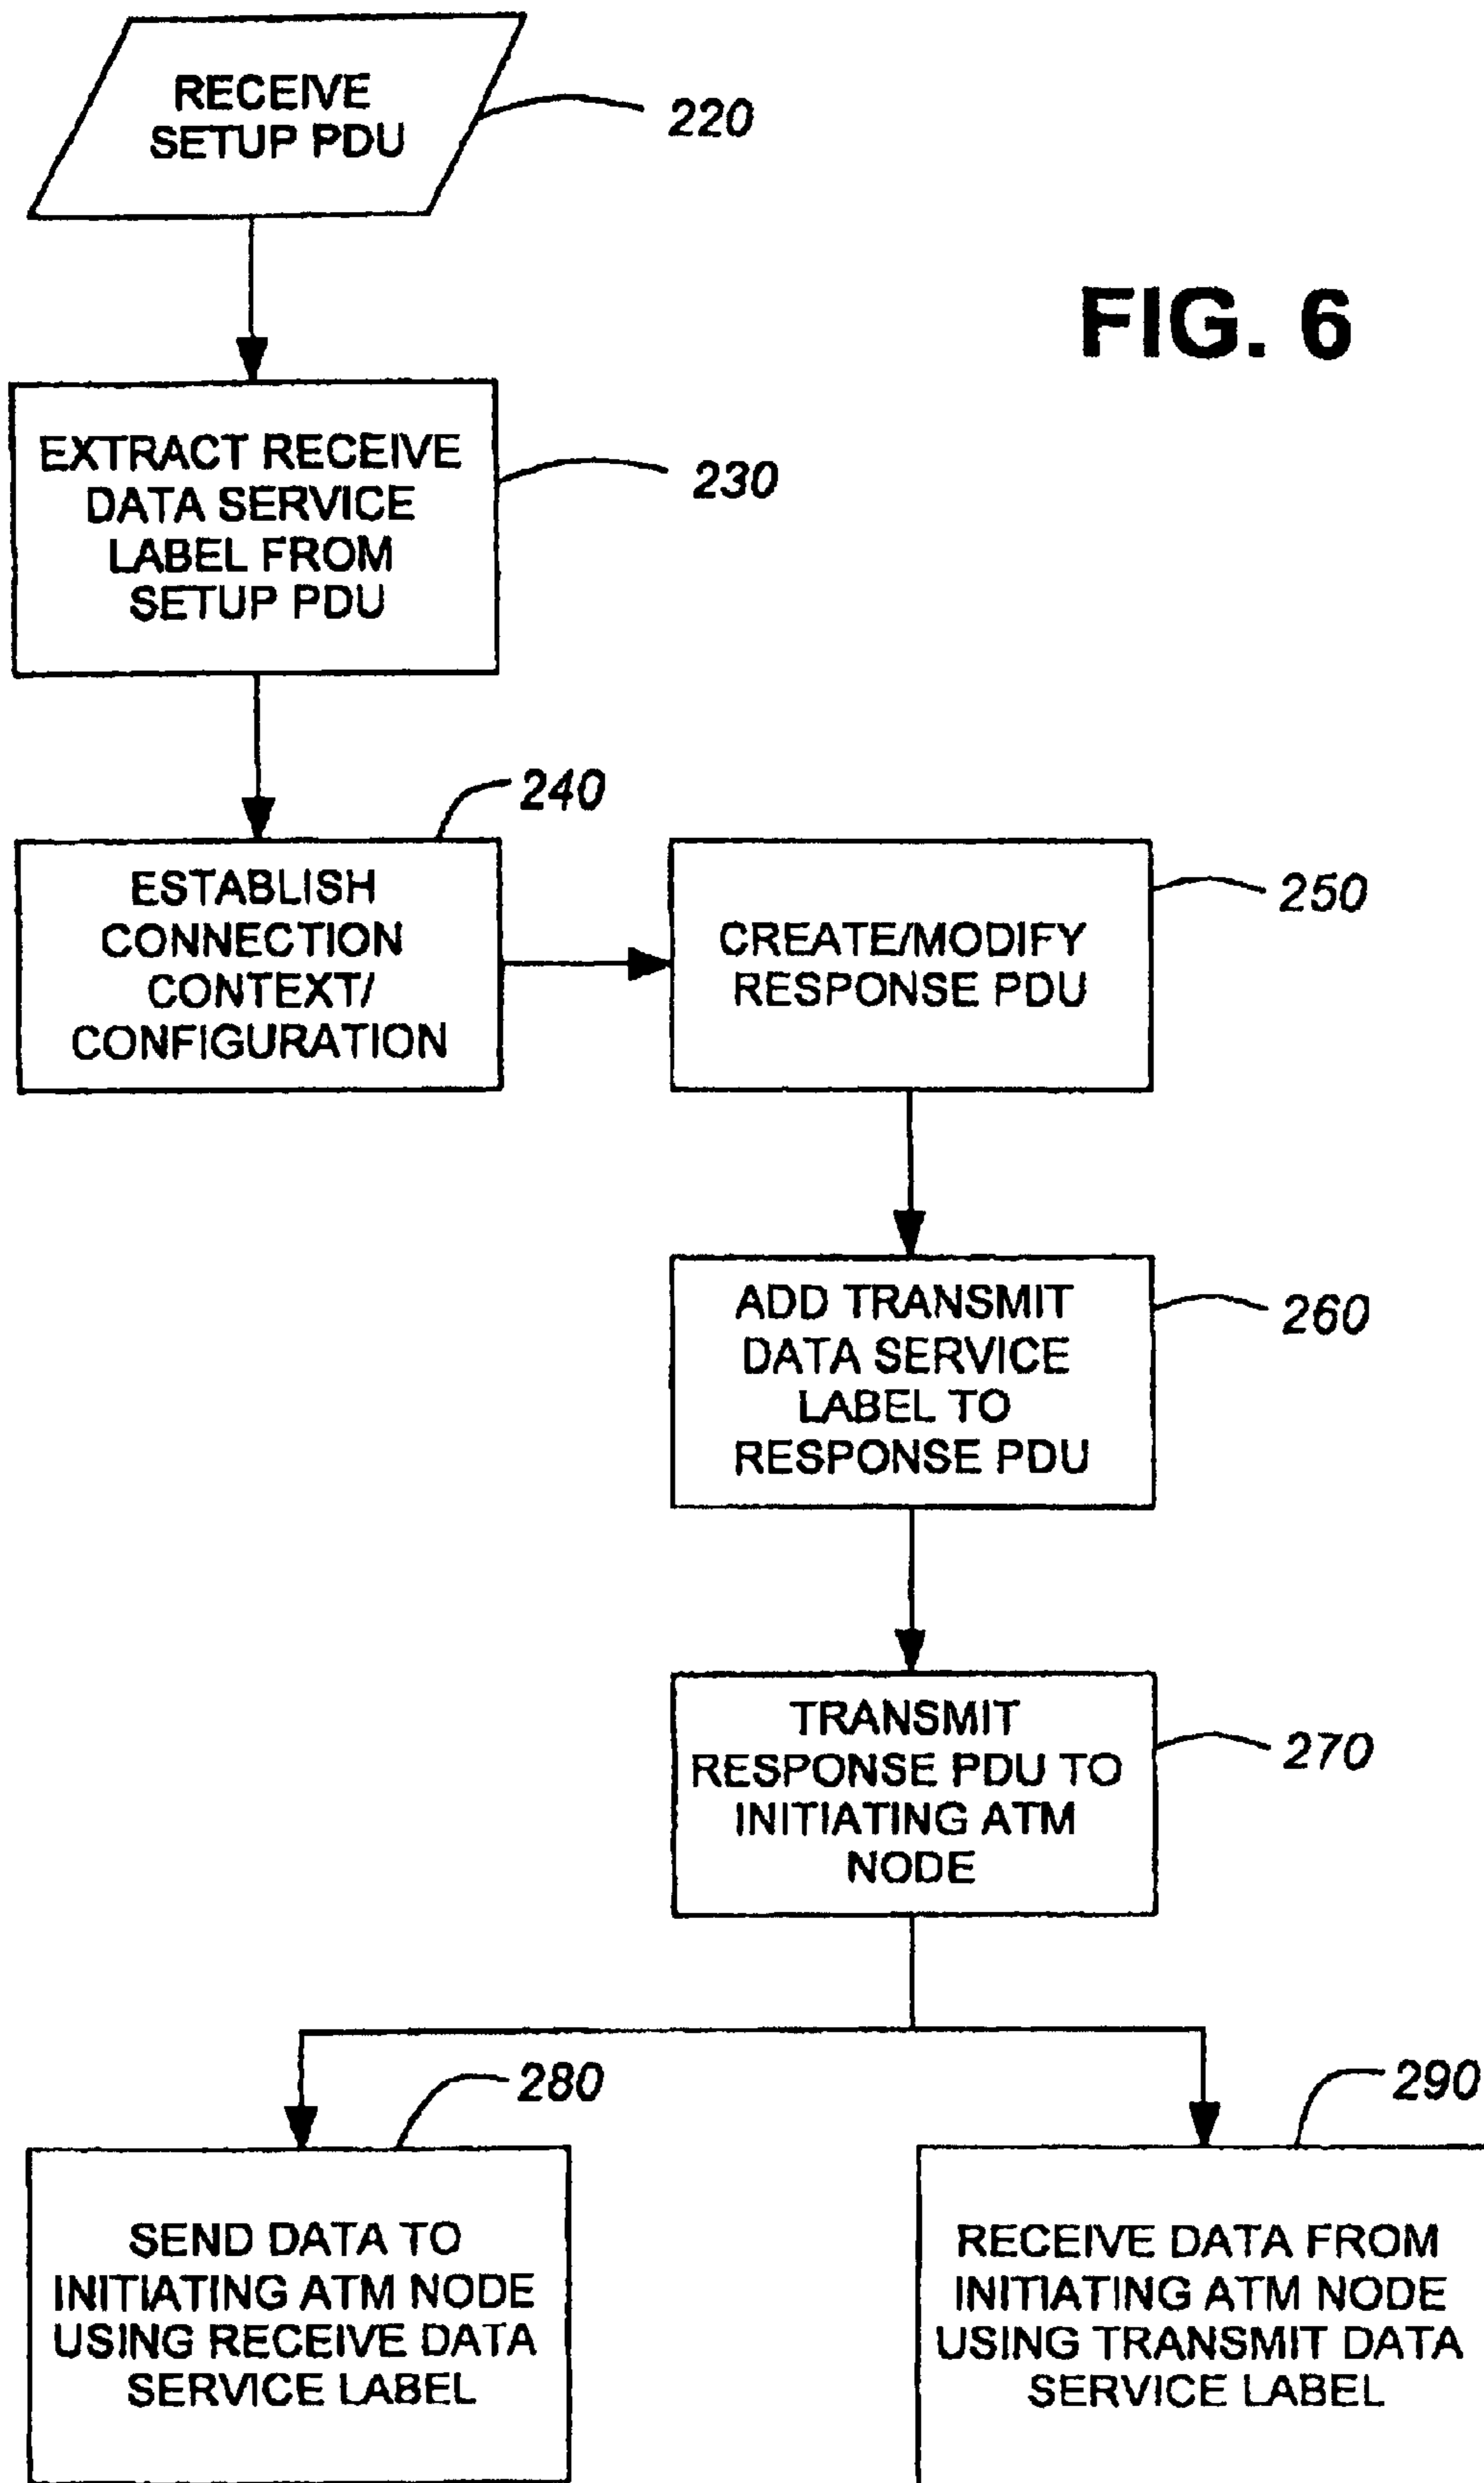 RECEIVE
SETUP PDU
220
FIG. 6
EXTRACT RECEIVE
DATA SERVICE
LABEL FROM
SETUP PDU
230
240
ESTABLISH
CONNECTION
CONTEXT/
CONFIGURATION
250
CREATE/MODIFY
RESPONSE PDU
ADD TRANSMIT
DATA SERVICE
LABEL TO
RESPONSE PDU
260
TRANSMIT
RESPONSE PDU TO
INITIATING ATM
NODE
270
280
SEND DATA TO
INITIATING ATM NODE
USING RECEIVE DATA
SERVICE LABEL
290
RECEIVE DATA FROM
INITIATING ATM NODE
USING TRANSMIT DATA
SERVICE LABEL